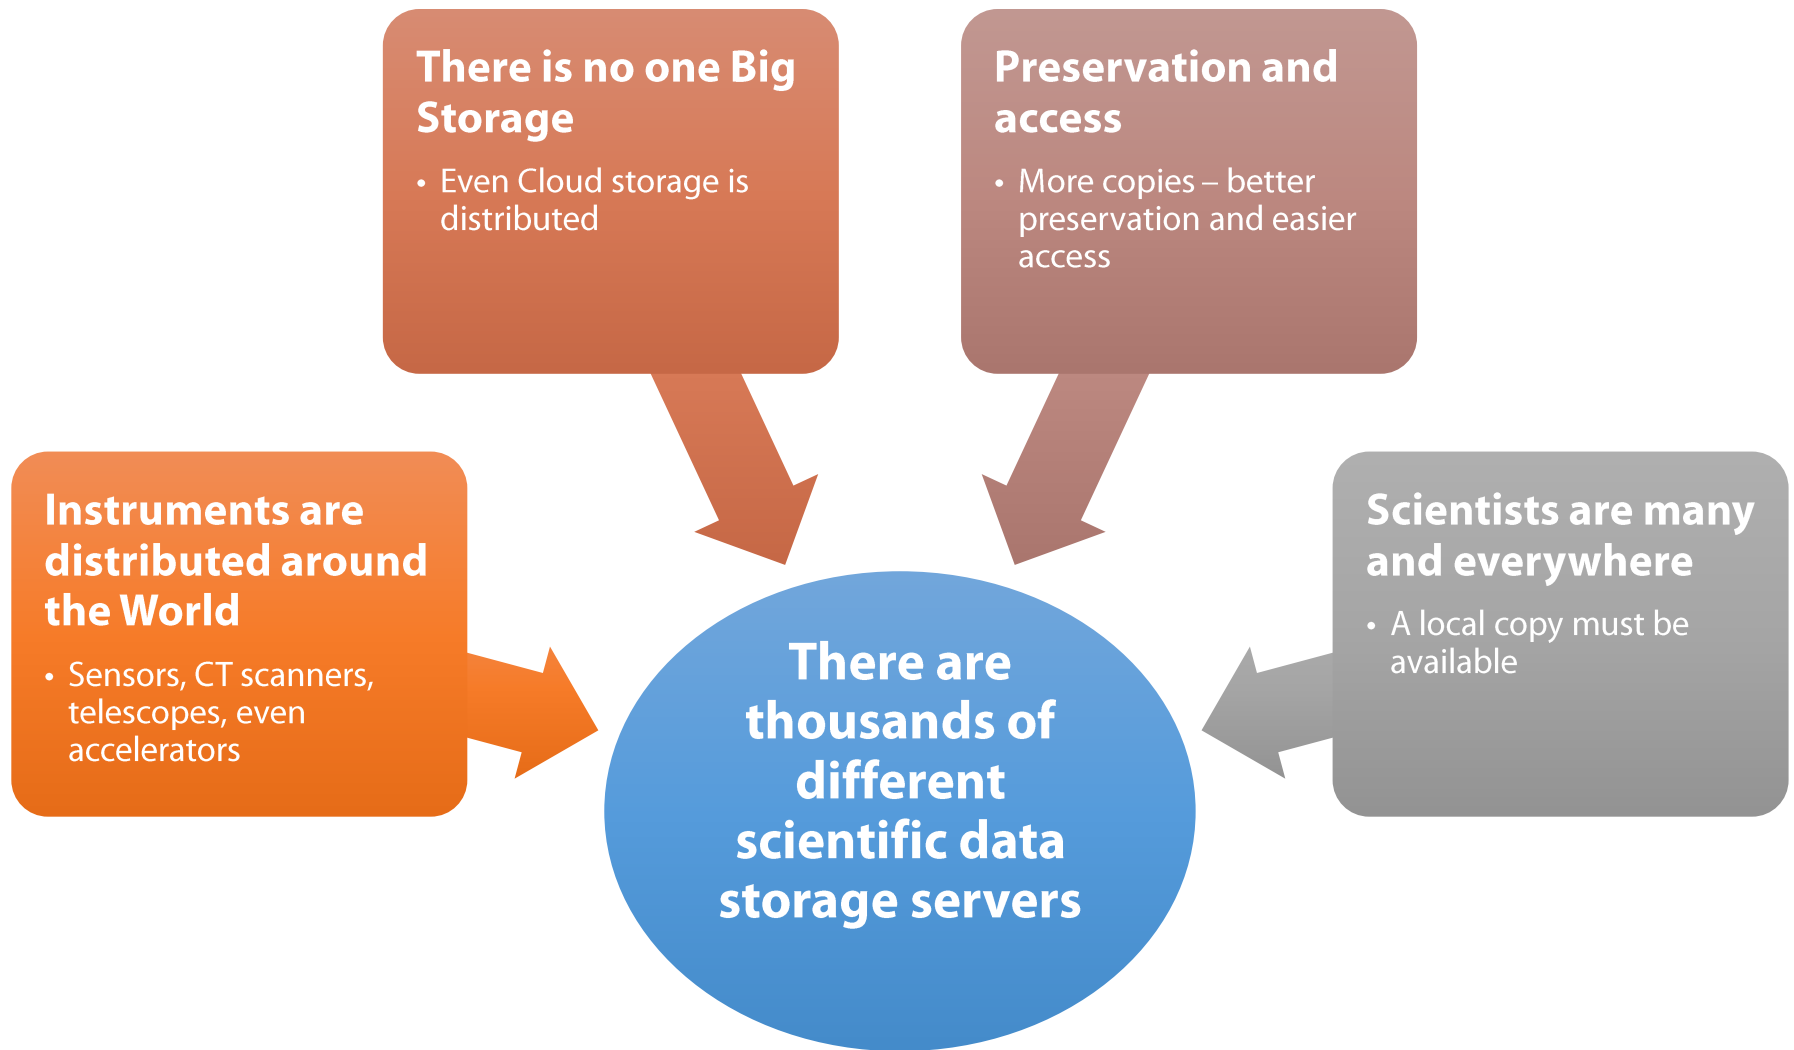 There is no one Big
Storage
• Even Cloud storage is
distributed
Preservation and
access
• More copies – better
preservation and easier
access
Instruments are
distributed around
the World
• Sensors, CT scanners,
telescopes, even
accelerators
Scientists are many
and everywhere
• A local copy must be
available
There are
thousands of
different
scientific data
storage servers